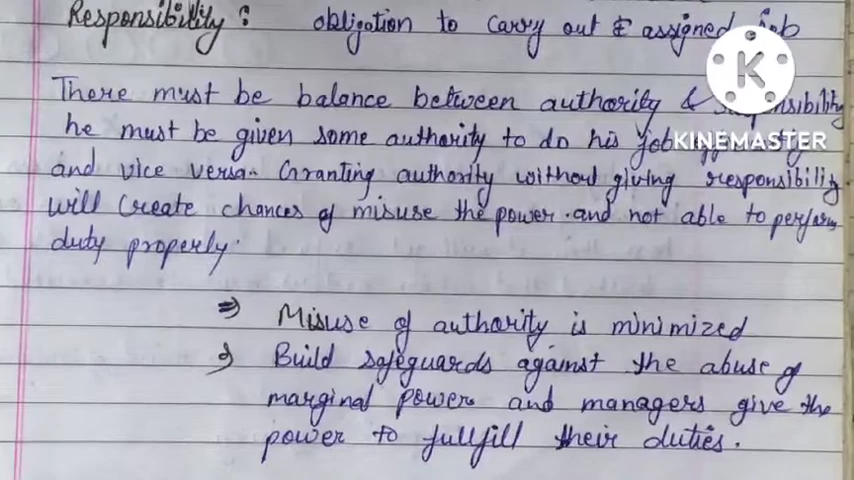 Responsibility : obligation to carry out & assigned job
There must be balance between authority &
he must be given some authority to do his job
KINEMASTER
and vice versa. Granting authority without giving responsibility
will create chances of misuse the power. and not able to perform
duty properly.
⇒ Misuse of authority is minimized
Build safeguards against the abuse of
marginal power and managers give the
power to fullfill their duties.